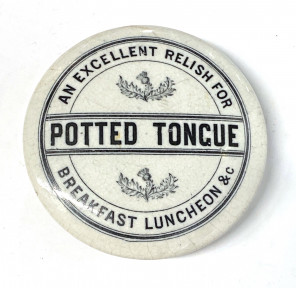 AN EXCELLENT RELISH FOR
POTTED TONGUE
BREAKFAST LUNCHEON &c